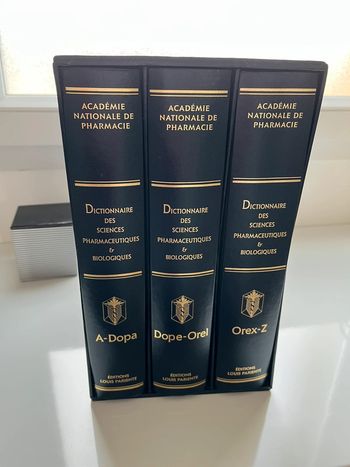 ACADÉMIE
NATIONALE DE
PHARMACIE
DICTIONNAIRE
DES
SCIENCES
PHARMACEUTIQUES
&
BIOLOGIQUES
A-Dopa
ÉDITIONS
LOUIS PARIENTE
ACADÉMIE
NATIONALE DE
PHARMACIE
DICTIONNAIRE
DES
SCIENCES
PHARMACEUTIQUES
&
BIOLOGIQUES
Dope-Orel
ÉDITIONS
LOUIS PARIENTE
ACADÉMIE
NATIONALE DE
PHARMACIE
DICTIONNAIRE
DES
SCIENCES
PHARMACEUTIQUES
&
BIOLOGIQUES
Orex-Z
ÉDITIONS
LOUIS PARIENTE